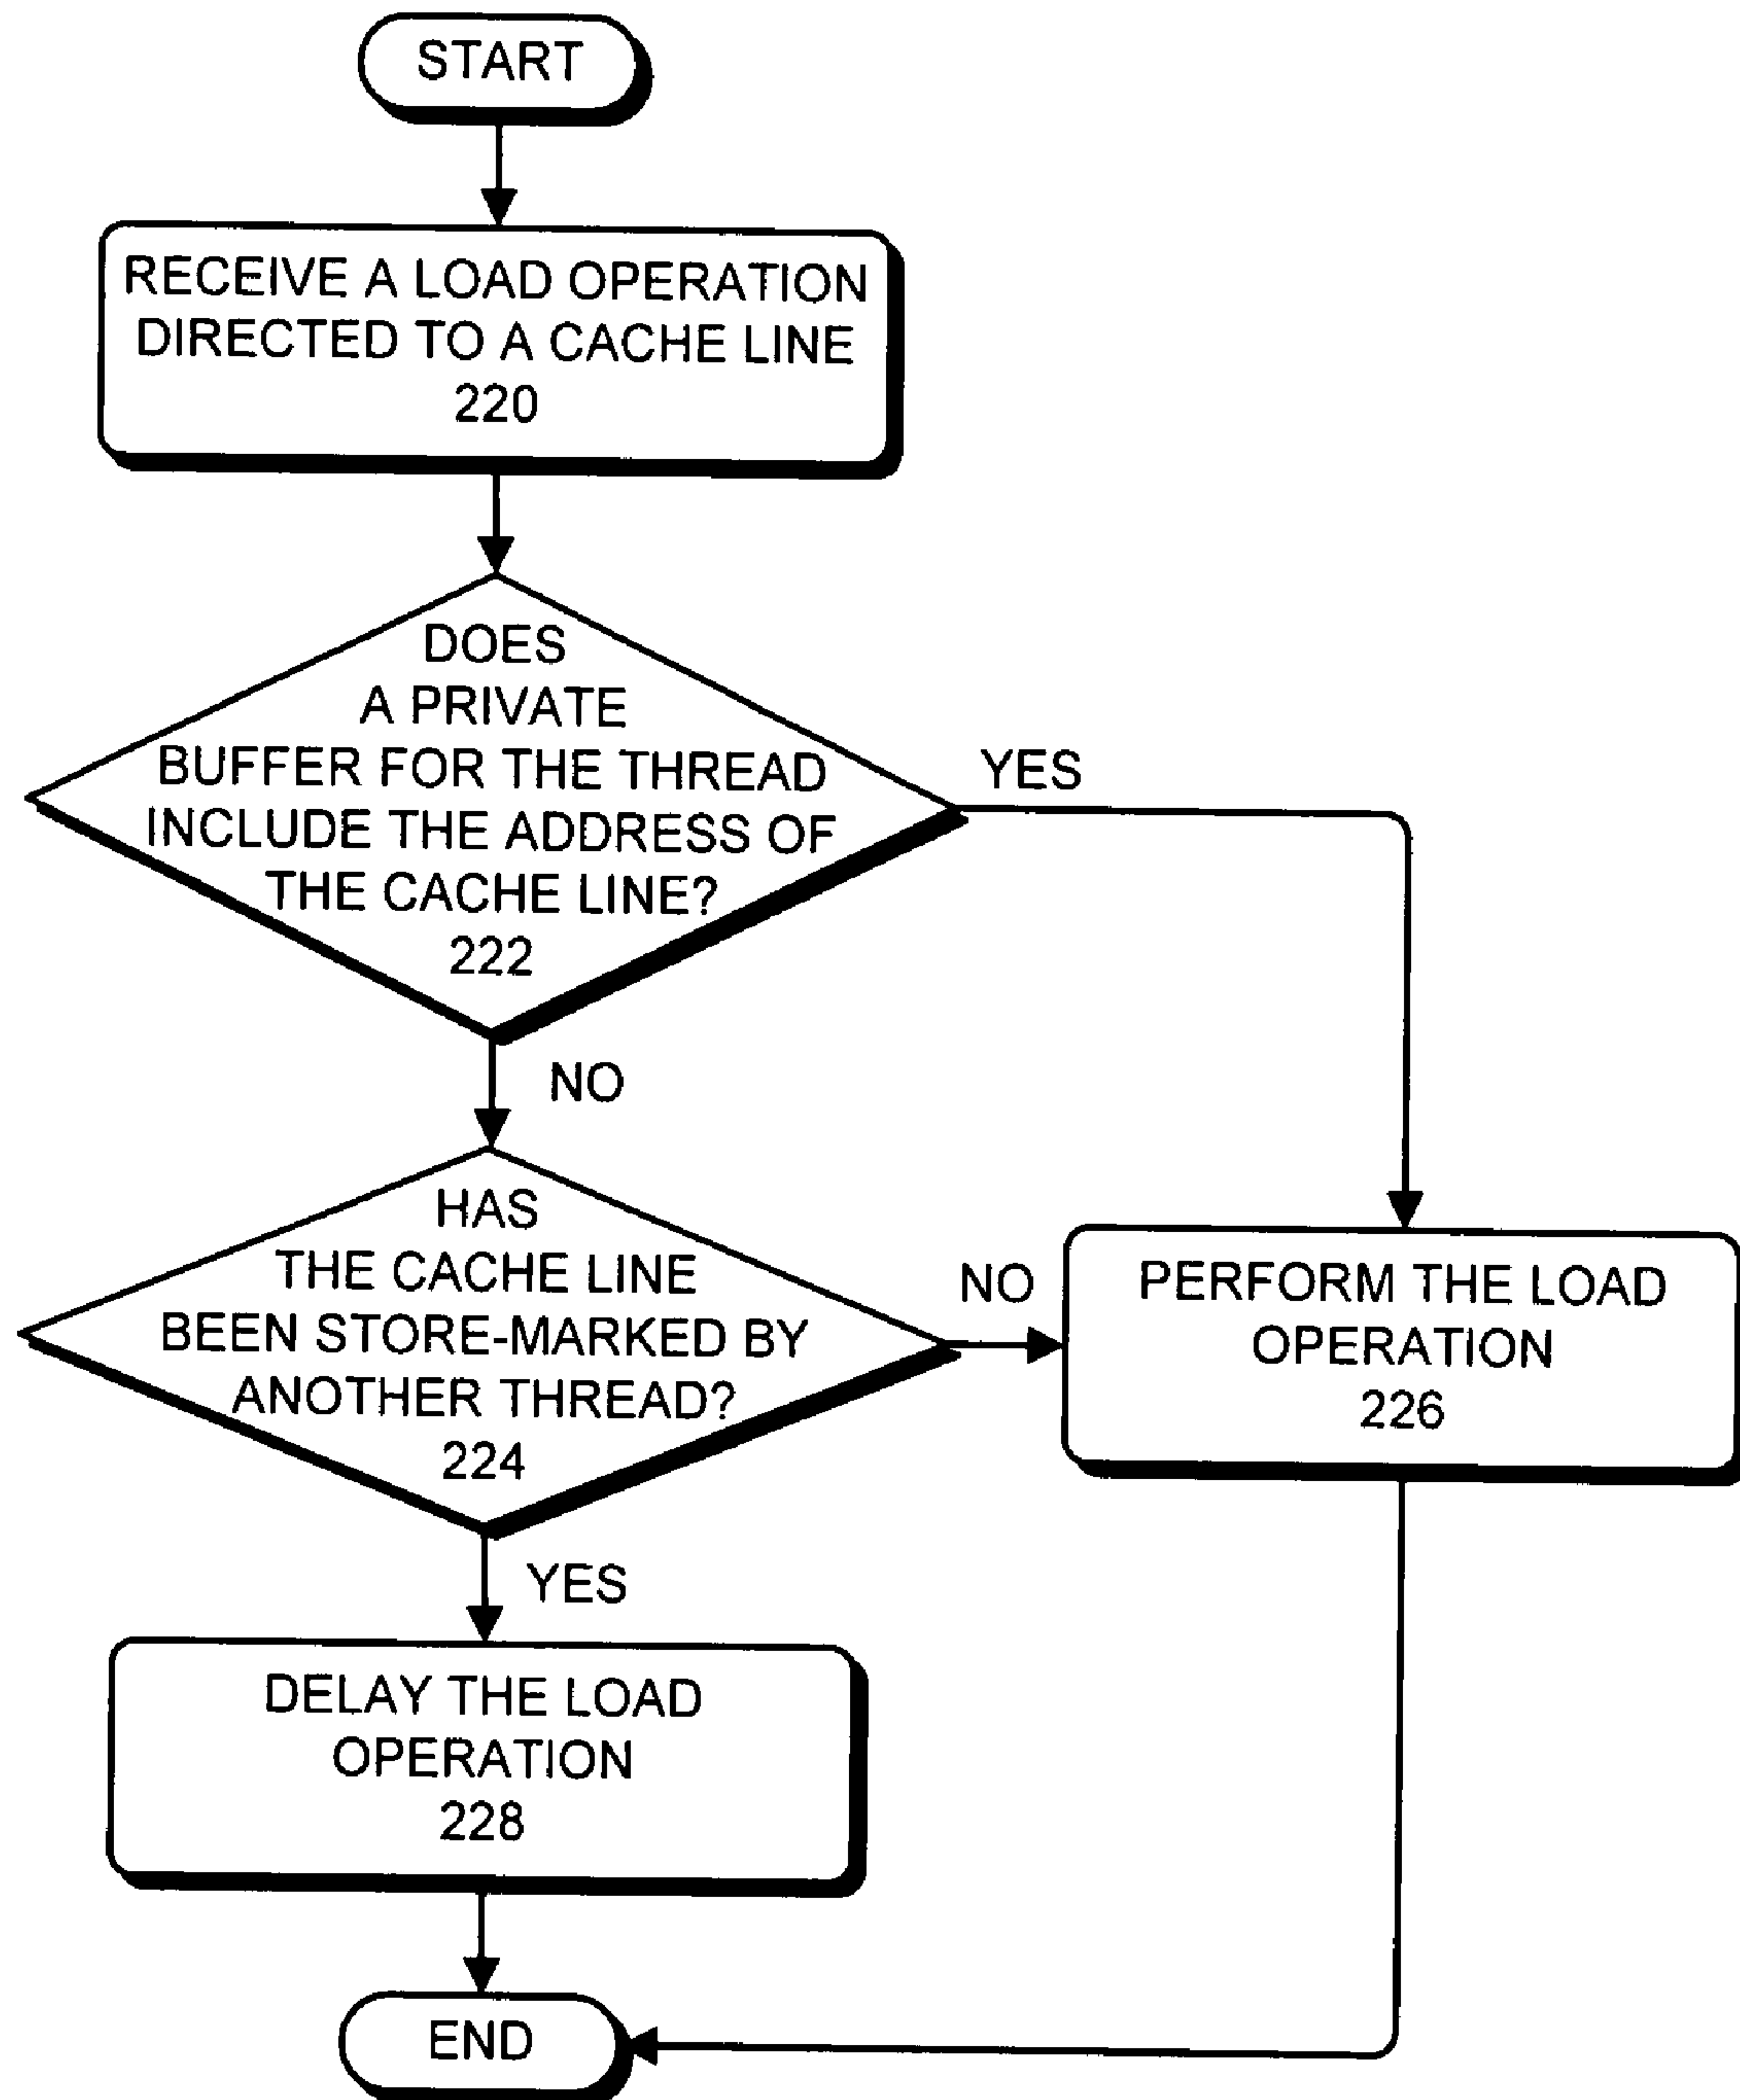 START
RECEIVE A LOAD OPERATION
DIRECTED TO A CACHE LINE
220
DOES
A PRIVATE
BUFFER FOR THE THREAD
INCLUDE THE ADDRESS OF
THE CACHE LINE?
222
YES
NO
HAS
THE CACHE LINE
BEEN STORE-MARKED BY
ANOTHER THREAD?
224
NO
PERFORM THE LOAD
OPERATION
226
YES
DELAY THE LOAD
OPERATION
228
END